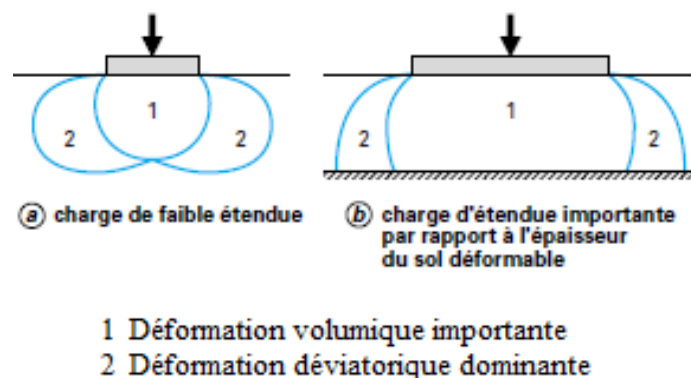 1
2
2
1
2
2
a charge de faible étendue
b charge d'étendue importante
par rapport à l'épaisseur
du sol déformable
1 Déformation volumique importante
2 Déformation déviatorique dominante